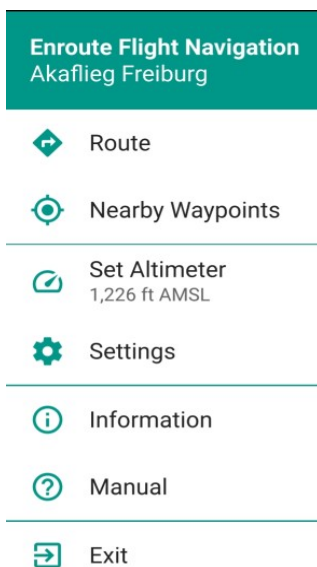 Enroute Flight Navigation
Akaflieg Freiburg
Route
Nearby Waypoints
Set Altimeter
1,226 ft AMSL
Settings
Information
Manual
Exit